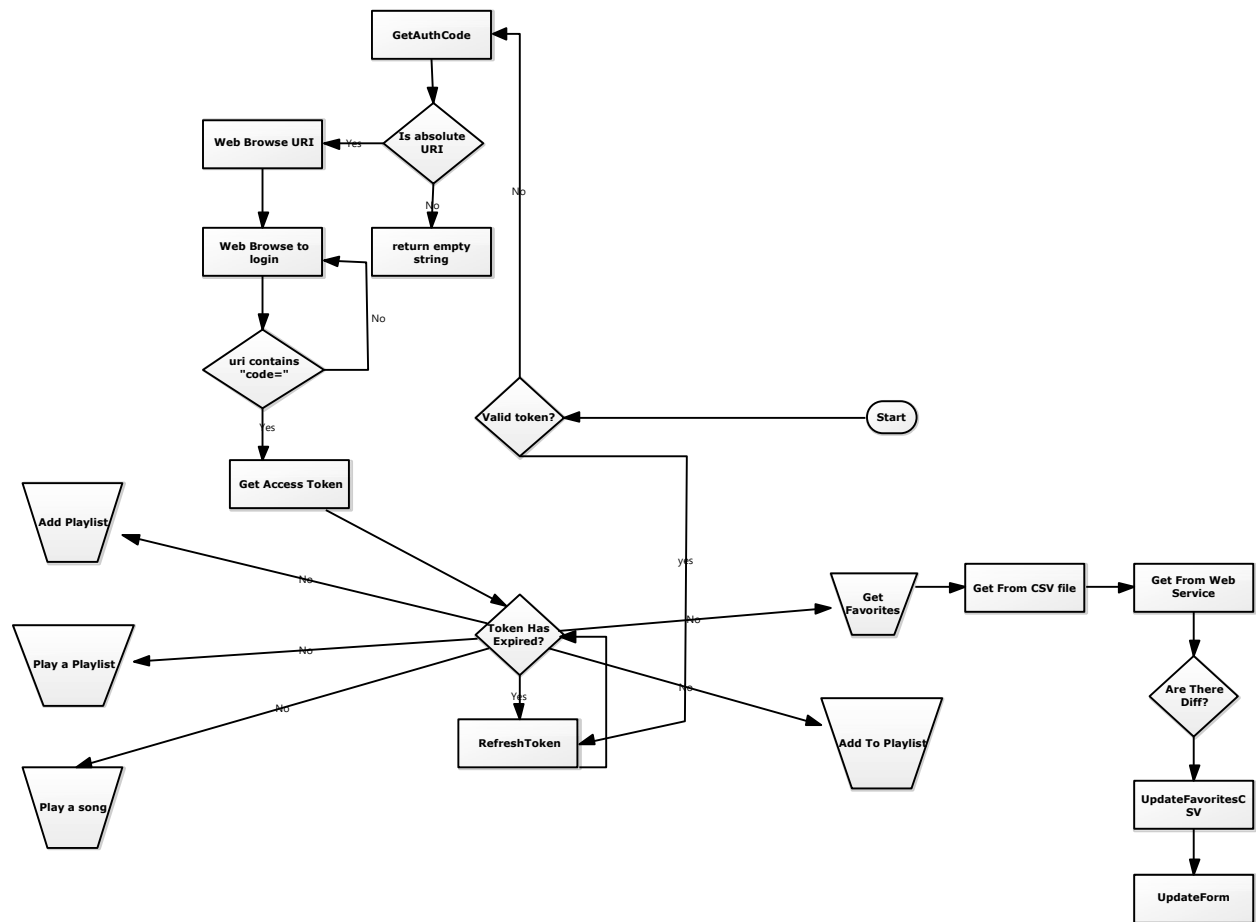 GetAuthCode
Is absolute
URI
Yes
Web Browse URI
No
No
Web Browse to
login
return empty
string
No
uri contains
"code="
Yes
Valid token?
Start
Get Access Token
Add Playlist
No
yes
Get
Favorites
Get From CSV file
Get From Web
Service
No
Token Has
Expired?
No
Play a Playlist
No
No
Yes
No
Are There
Diff?
RefreshToken
Add To Playlist
Play a song
UpdateFavoritesC
SV
UpdateForm